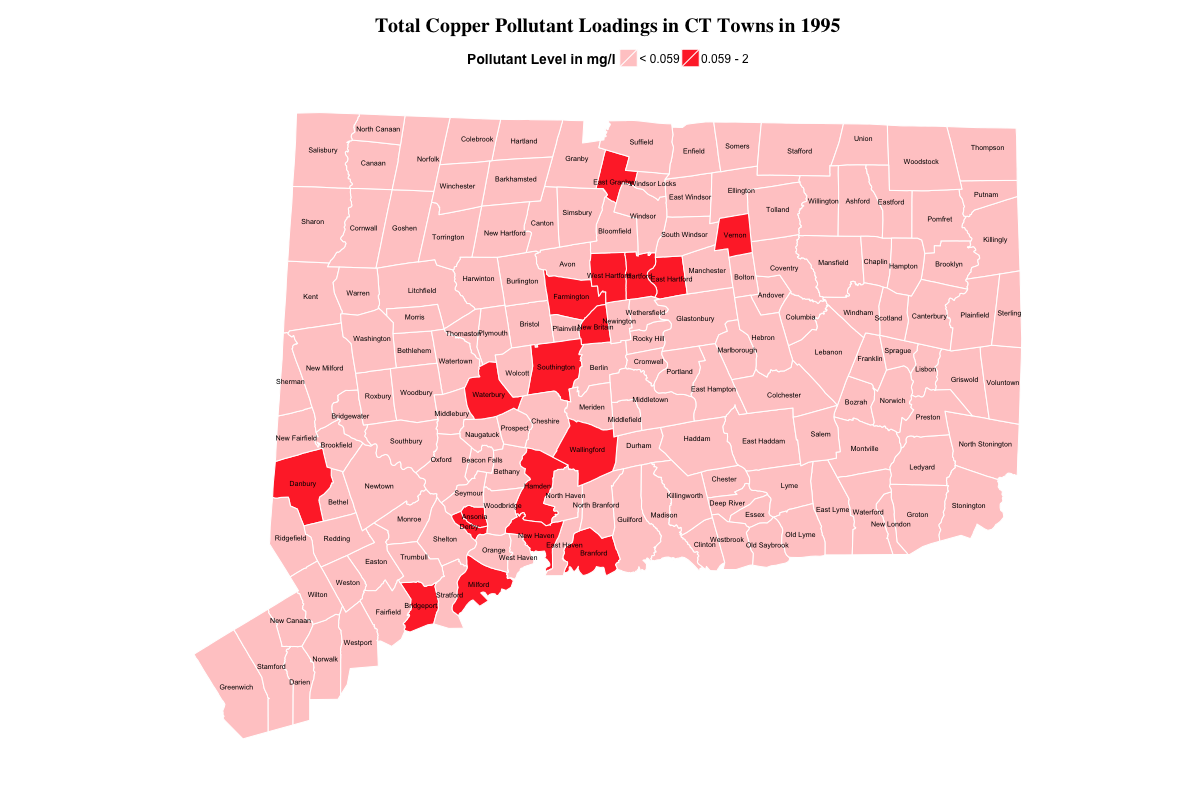 Total Copper Pollutant Loadings in CT Towns in 1995
Pollutant Level in mg/l < 0.059 0.059 - 2
North Canaan
Colebrook
Hartland
Suffield
Union
Salisbury
Canaan
Norfolk
Granby
Enfield
Somers
Stafford
Woodstock
Thompson
Winchester
Barkhamsted
East Granby
Windsor Locks
East Windsor
Ellington
Putnam
Sharon
Cornwall
Goshen
Torrington
New Hartford
Canton
Simsbury
Bloomfield
Windsor
South Windsor
Vernon
Tolland
Willington
Ashford
Eastford
Pomfret
Killingly
Kent
Warren
Litchfield
Harwinton
Burlington
Avon
West Hartford
Hartford
East Hartford
Manchester
Bolton
Coventry
Mansfield
Chaplin
Hampton
Brooklyn
Farmington
Andover
Morris
Washington
Bethlehem
Thomaston
Plymouth
Bristol
Plainville
New Britain
Newington
Wethersfield
Rocky Hill
Glastonbury
Hebron
Columbia
Windham
Scotland
Canterbury
Plainfield
Sterling
New Milford
Sherman
Roxbury
Woodbury
Watertown
Wolcott
Southington
Berlin
Cromwell
Portland
Marlborough
Lebanon
Franklin
Sprague
Lisbon
Griswold
Voluntown
Bridgewater
Middlebury
Waterbury
Cheshire
Meriden
Middletown
Middlefield
East Hampton
Colchester
Bozrah
Norwich
Preston
New Fairfield
Brookfield
Southbury
Naugatuck
Prospect
Wallingford
Durham
Haddam
East Haddam
Salem
Montville
North Stonington
Danbury
Bethel
Newtown
Oxford
Beacon Falls
Bethany
Seymour
Woodbridge
Hamden
North Haven
North Branford
Guilford
Madison
Killingworth
Chester
Deep River
Essex
Lyme
East Lyme
Waterford
New London
Ledyard
Groton
Stonington
Ridgefield
Redding
Monroe
Shelton
Ansonia
Derby
Orange
West Haven
New Haven
East Haven
Branford
Clinton
Westbrook
Old Saybrook
Old Lyme
Easton
Trumbull
Weston
Wilton
Milford
Stratford
Bridgeport
Fairfield
New Canaan
Westport
Norwalk
Stamford
Darien
Greenwich